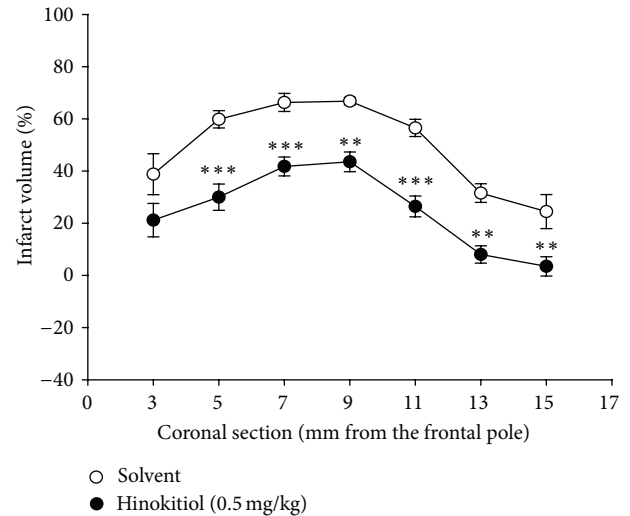 Infarct volume (%)
100
80
60
40
20
0
−20
−40
***
***
**
***
**
**
0 3 5 7 9 11 13 15 17
Coronal section (mm from the frontal pole)
Solvent
Hinokitiol (0.5 mg/kg)